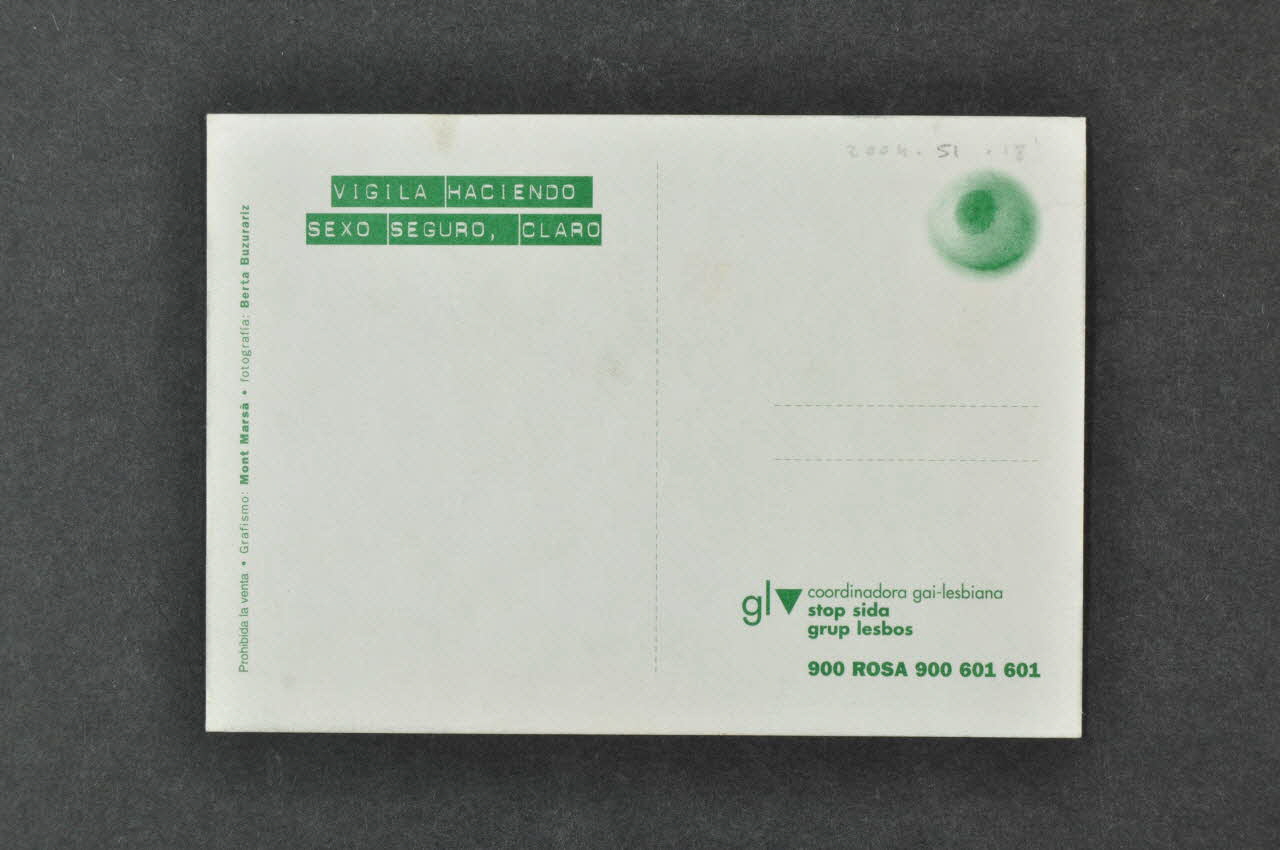 2004. 51 . 18
VIGILA HACIENDO
SEXO SEGURO, CLARO
Prohibida la venta • Grafismo: Mont Marsà • fotografía: Berta Buzurariz
gl
coordinadora gai-lesbiana
stop sida
grup lesbos
900 ROSA 900 601 601